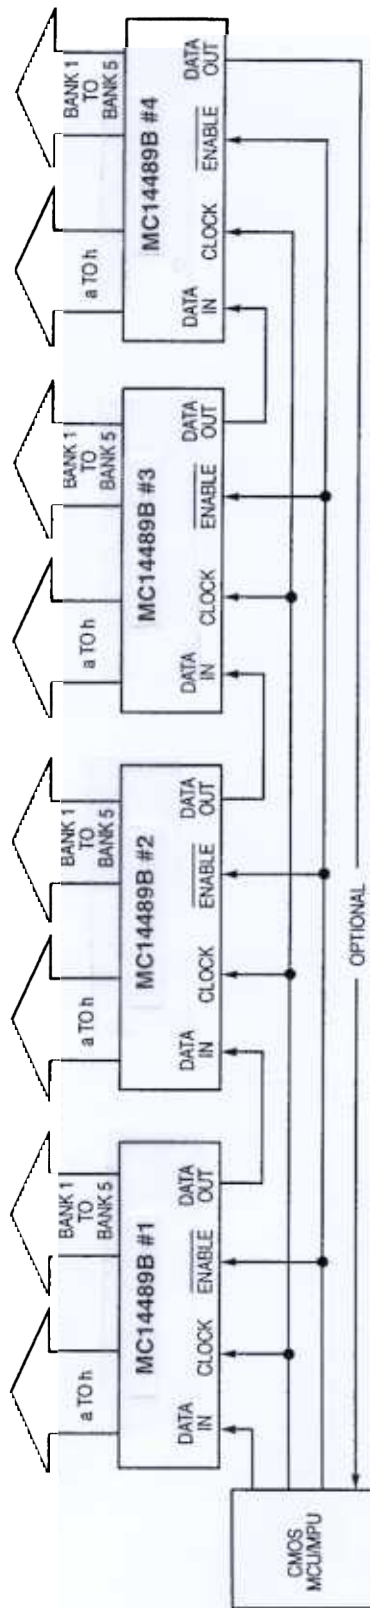 CMOS
MCU/MPU
a TO h
BANK 1
TO
BANK 5
MC14489B #1
DATA
IN
CLOCK
ENABLE
DATA
OUT
a TO h
BANK 1
TO
BANK 5
MC14489B #2
DATA
IN
CLOCK
ENABLE
DATA
OUT
a TO h
BANK 1
TO
BANK 5
MC14489B #3
DATA
IN
CLOCK
ENABLE
DATA
OUT
a TO h
BANK 1
TO
BANK 5
MC14489B #4
DATA
IN
CLOCK
ENABLE
DATA
OUT
OPTIONAL